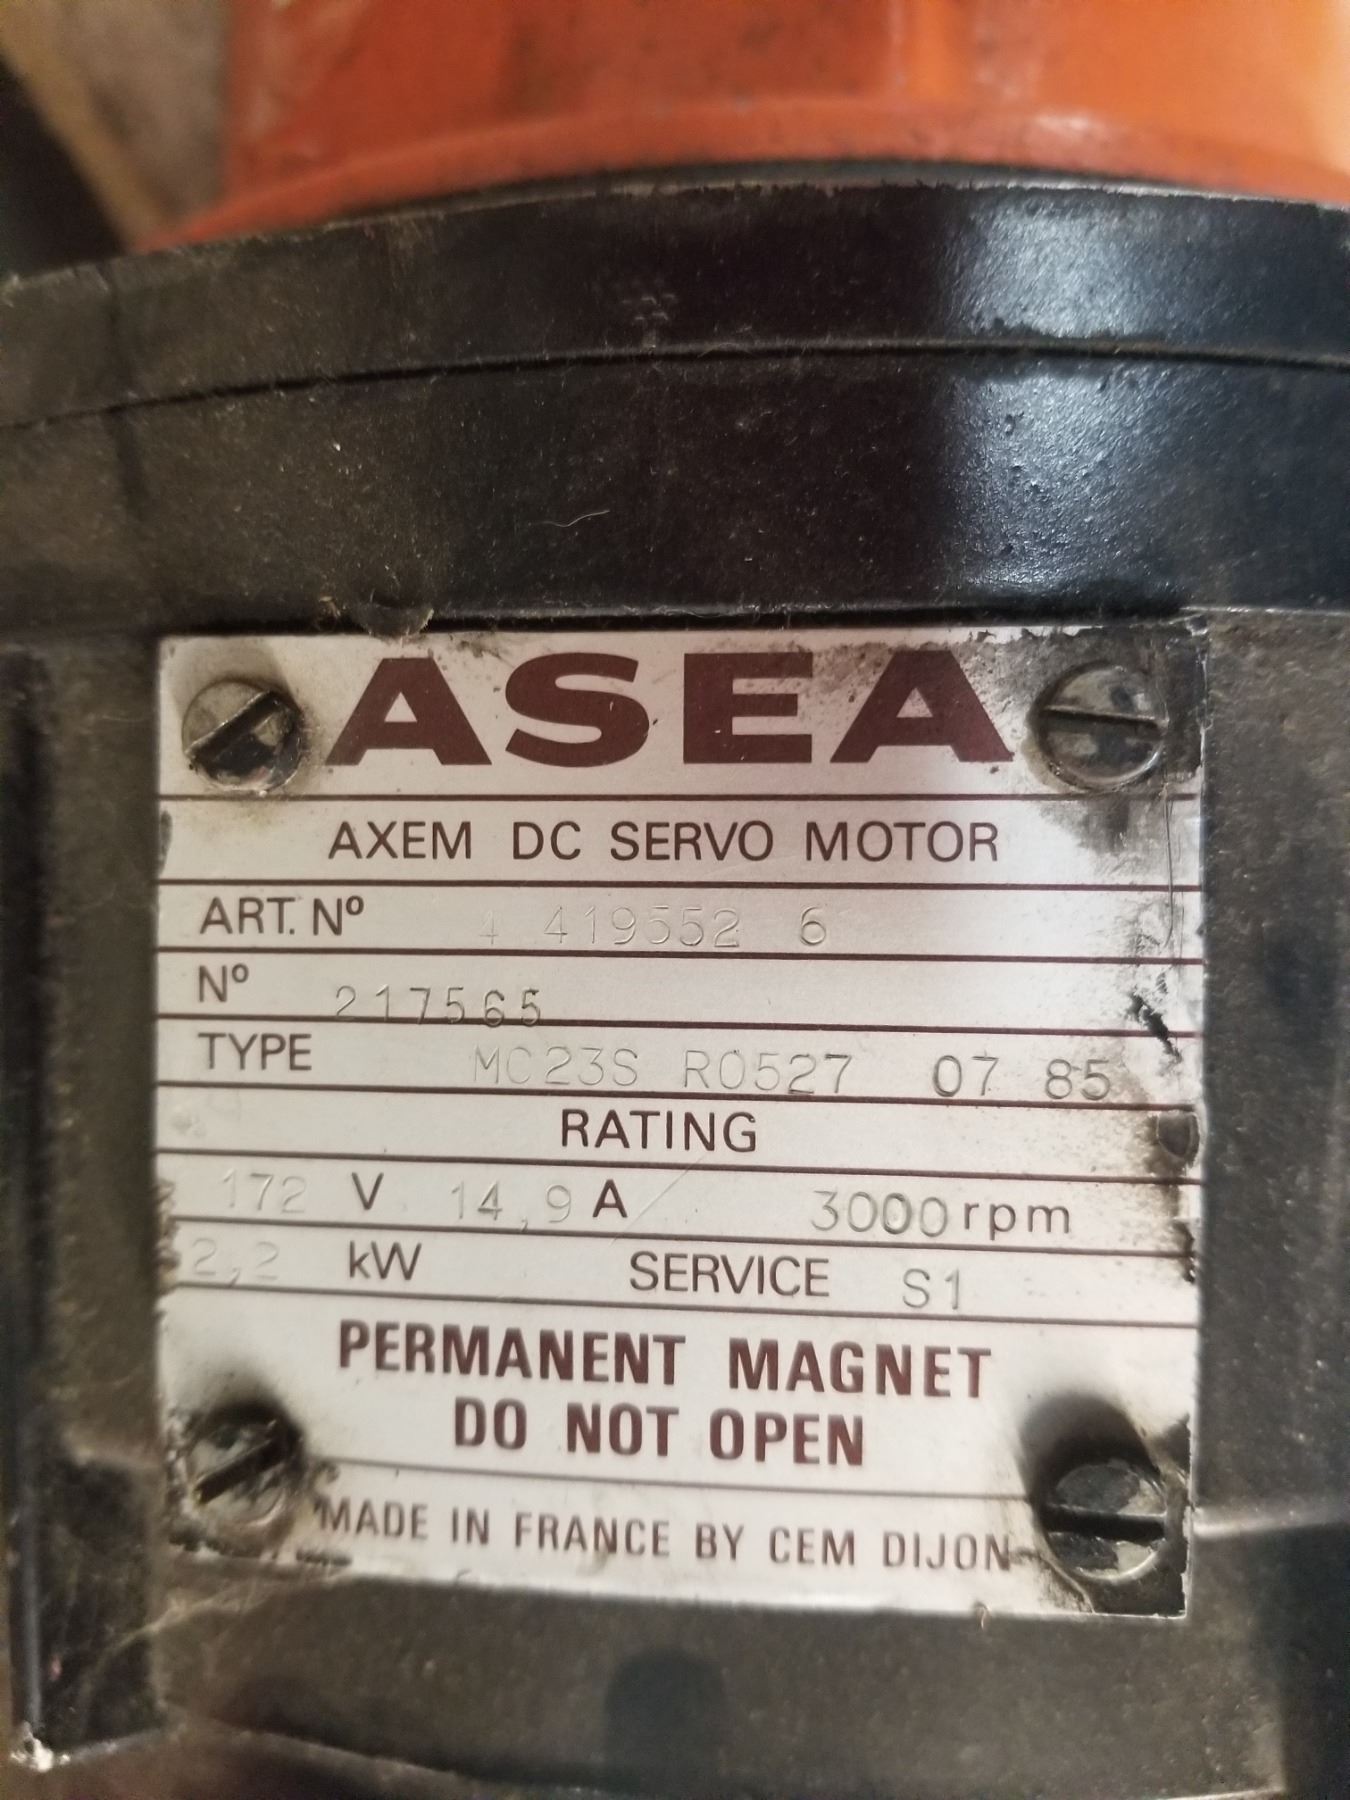 ASEA
AXEM DC SERVO MOTOR
ART. Nº 4 419552 6
Nº 217565
TYPE MC23S R0527 07 85
RATING
172 V 14,9 A 3000 rpm
2,2 kW SERVICE S1
PERMANENT MAGNET
DO NOT OPEN
MADE IN FRANCE BY CEM DIJON